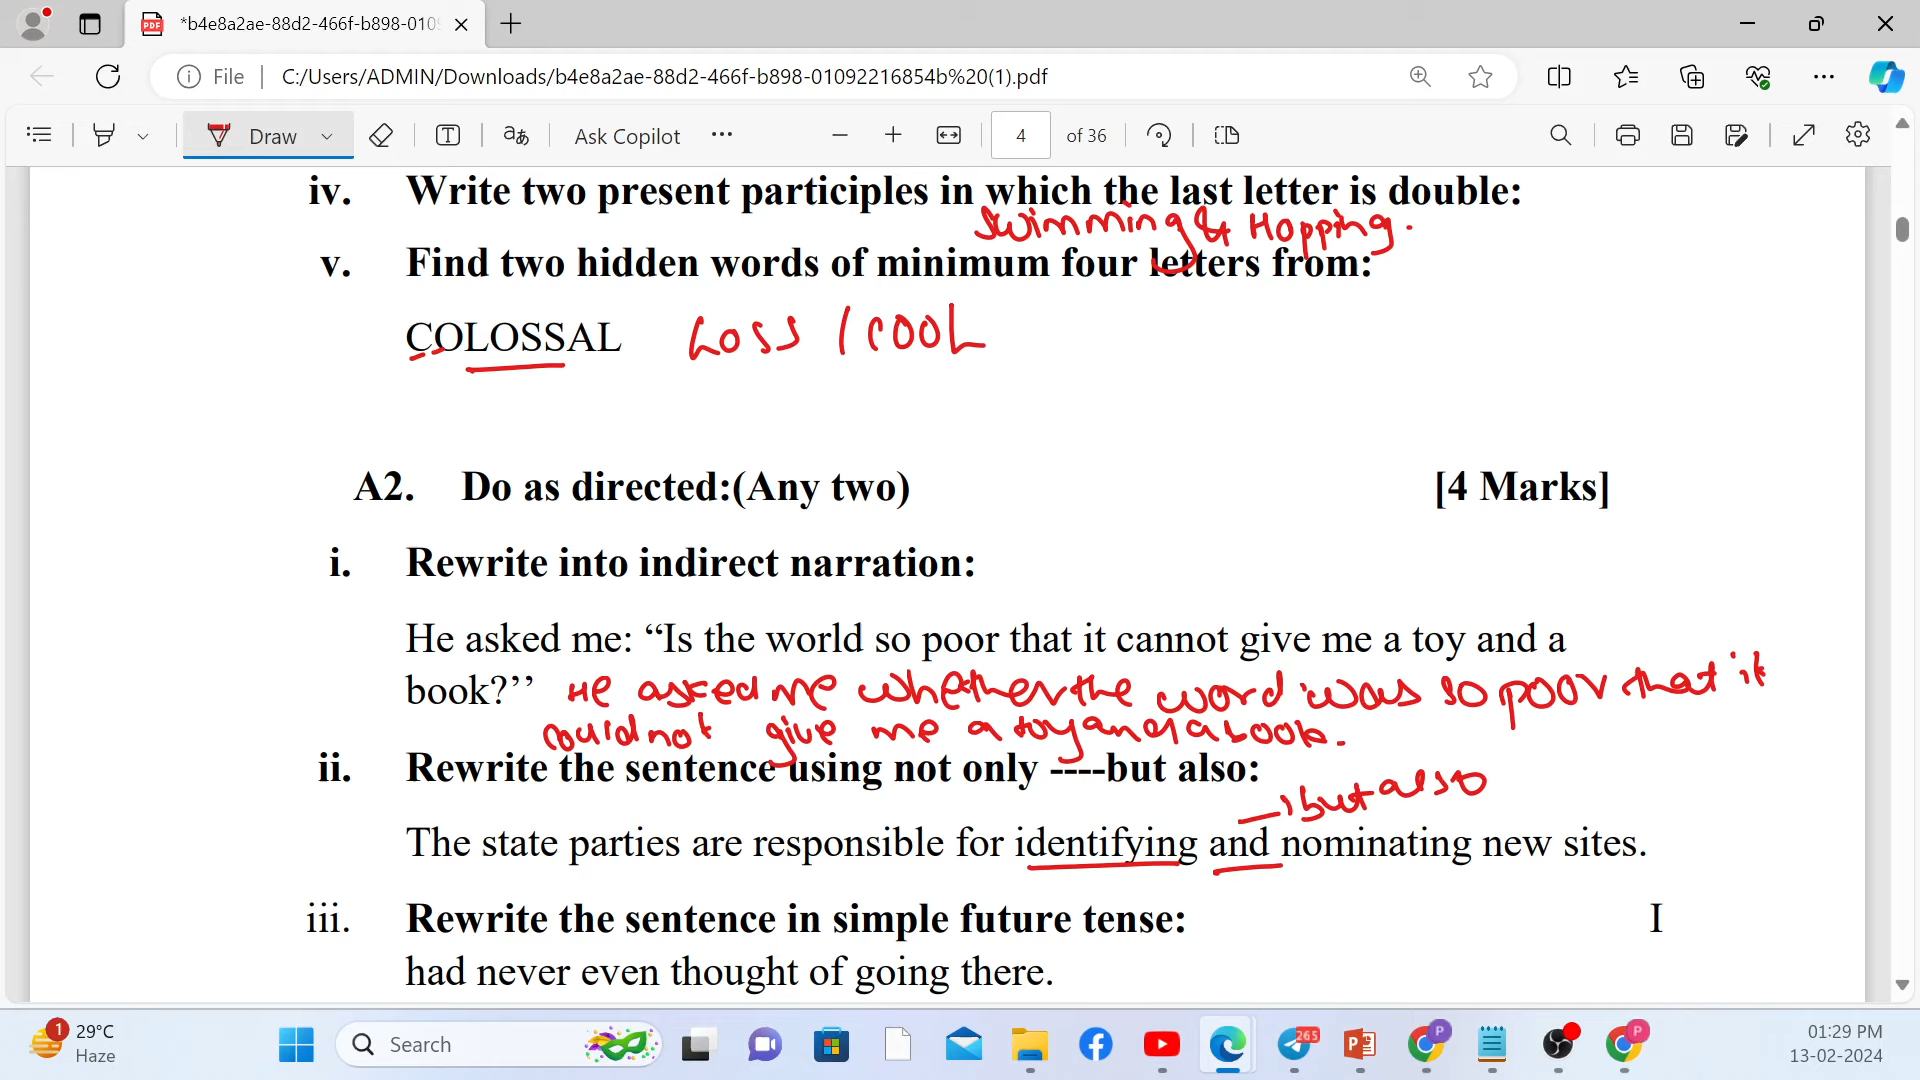 *b4e8a2ae-88d2-466f-b898-0109
File
C:/Users/ADMIN/Downloads/b4e8a2ae-88d2-466f-b898-01092216854b%20(1).pdf
Draw
Ask Copilot
4 of 36
iv. Write two present participles in which the last letter is double:
Swimming & Hopping.
v. Find two hidden words of minimum four letters from:
COLOSSAL Loss / COOL
A2. Do as directed:(Any two) [4 Marks]
i. Rewrite into indirect narration:
He asked me: “Is the world so poor that it cannot give me a toy and a
book?’’ He asked me whether the word was so poor that it
could not give me a toy and a book.
ii. Rewrite the sentence using not only ----but also:
but also
The state parties are responsible for identifying and nominating new sites.
iii. Rewrite the sentence in simple future tense: I
had never even thought of going there.
1
29°C
Haze
Search
265
P
P
01:29 PM
13-02-2024